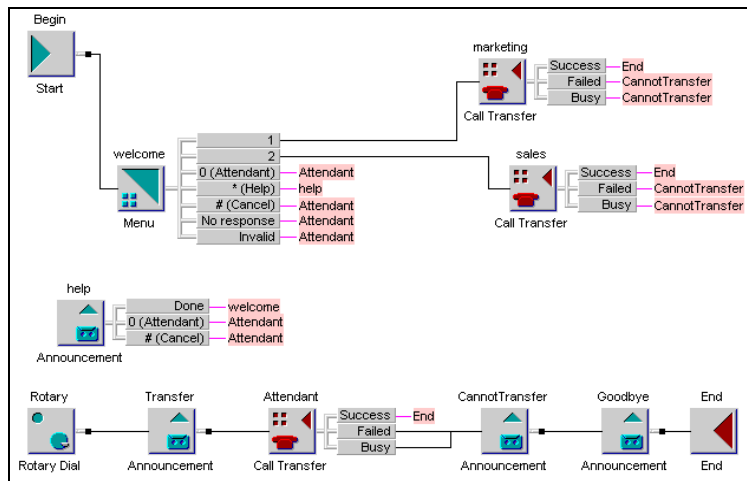 Begin
Start
marketing
Success End
Failed CannotTransfer
Busy CannotTransfer
Call Transfer
welcome
Menu
1
2
0 (Attendant) Attendant
* (Help) help
# (Cancel) Attendant
No response Attendant
Invalid Attendant
sales
Success End
Failed CannotTransfer
Busy CannotTransfer
Call Transfer
help
Announcement
Done welcome
0 (Attendant) Attendant
# (Cancel) Attendant
Rotary
Rotary Dial
Transfer
Announcement
Attendant
Call Transfer
Success End
Failed
Busy
CannotTransfer
Announcement
Goodbye
Announcement
End
End